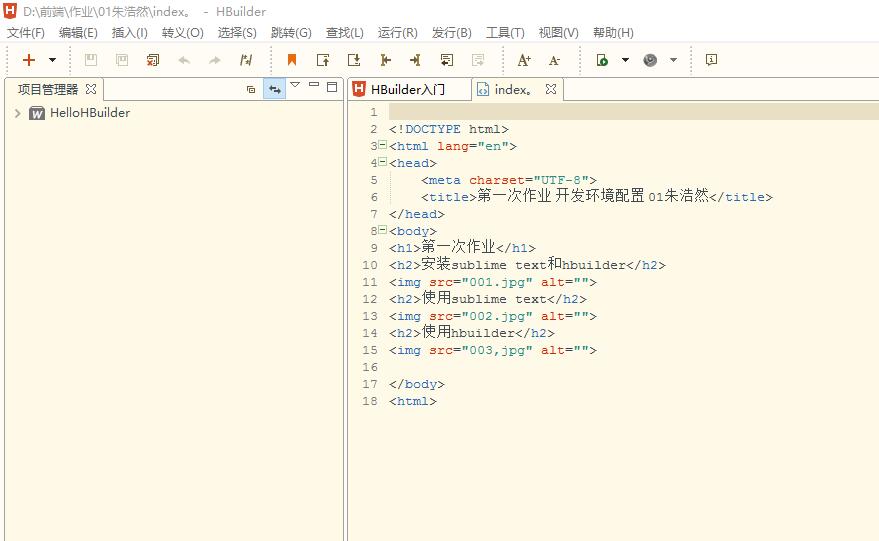 D:\前端\作业\01朱浩然\index。 - HBuilder
文件(F) 编辑(E) 插入(I) 转义(O) 选择(S) 跳转(G) 查找(L) 运行(R) 发行(B) 工具(T) 视图(V) 帮助(H)
项目管理器
HBuilder入门 index。
HelloHBuilder
1
2 <!DOCTYPE html>
3 <html lang="en">
4 <head>
5 <meta charset="UTF-8">
6 <title>第一次作业 开发环境配置 01朱浩然</title>
7 </head>
8 <body>
9 <h1>第一次作业</h1>
10 <h2>安装sublime text和hbuilder</h2>
11 <img src="001.jpg" alt="">
12 <h2>使用sublime text</h2>
13 <img src="002.jpg" alt="">
14 <h2>使用hbuilder</h2>
15 <img src="003,jpg" alt="">
16
17 </body>
18 <html>